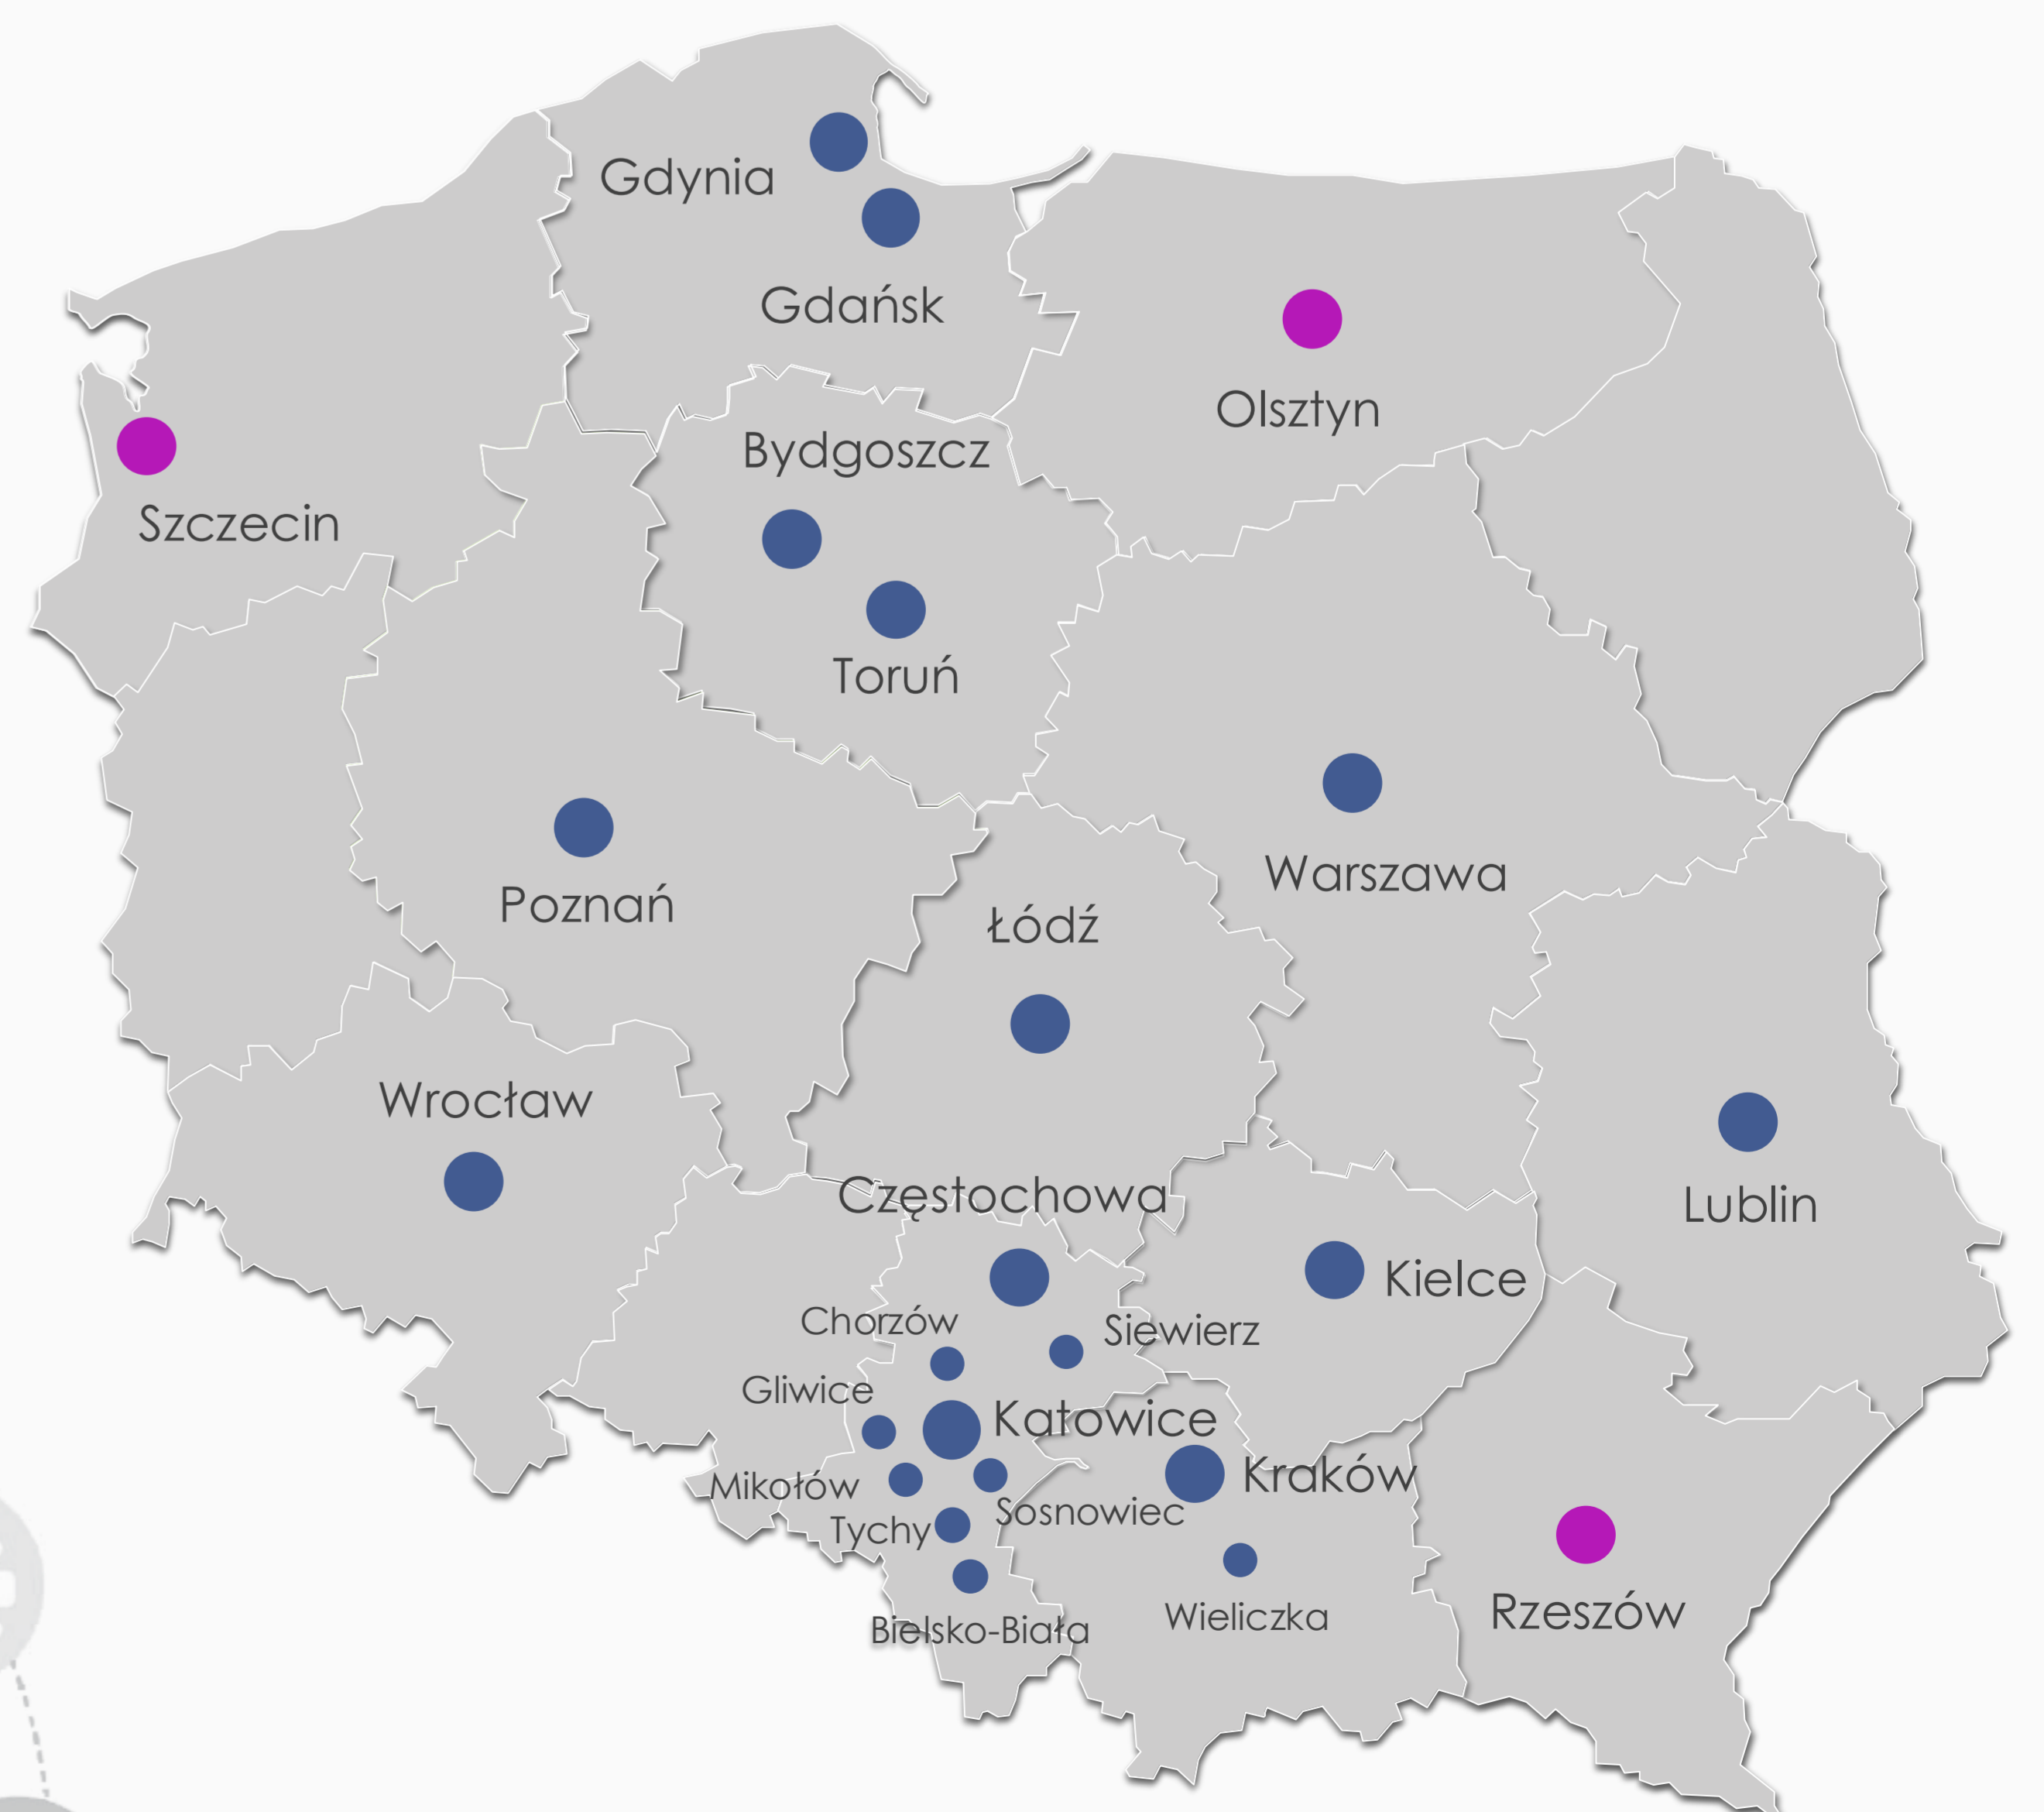 Gdynia
Gdańsk
Olsztyn
Bydgoszcz
Szczecin
Toruń
Warszawa
Poznań
Łódź
Wrocław
Częstochowa
Lublin
Kielce
Chorzów
Siewierz
Gliwice
Katowice
Kraków
Mikołów
Sosnowiec
Tychy
Rzeszów
Wieliczka
Bielsko-Biała